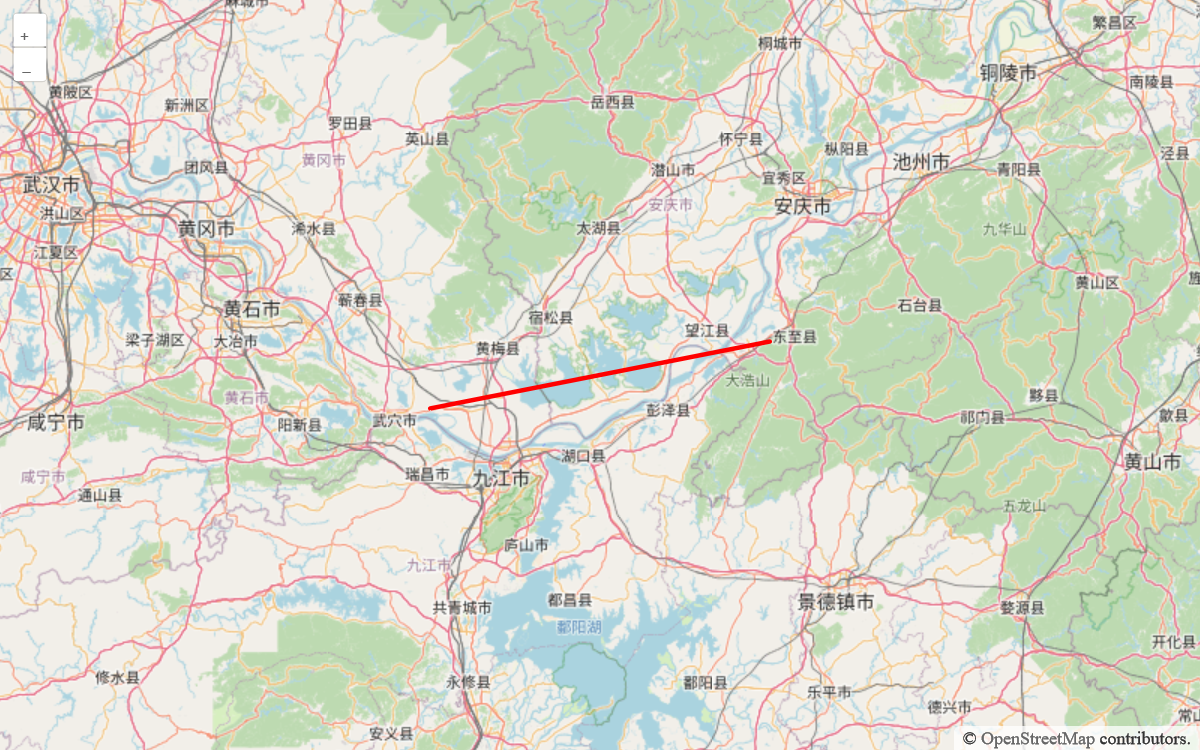 麻城市
+
−
繁昌区
桐城市
铜陵市
南陵县
黄陂区
新洲区
岳西县
罗田县
英山县
怀宁县
枞阳县
泾县
黄冈市
团风县
潜山市
池州市
青阳县
武汉市
宜秀区
洪山区
安庆市
安庆市
黄冈市
浠水县
太湖县
九华山
江夏区
区
黄山区
旌
黄石市
蕲春县
石台县
宿松县
望江县
东至县
梁子湖区
大冶市
黄梅县
大浩山
黄石市
黟县
彭泽县
咸宁市
阳新县
武穴市
祁门县
歙县
湖口县
黄山市
咸宁市
瑞昌市
九江市
通山县
五龙山
庐山市
九江市
共青城市
都昌县
景德镇市
婺源县
鄱阳湖
开化县
修水县
永修县
鄱阳县
乐平市
德兴市
常山
安义县
© OpenStreetMap contributors.